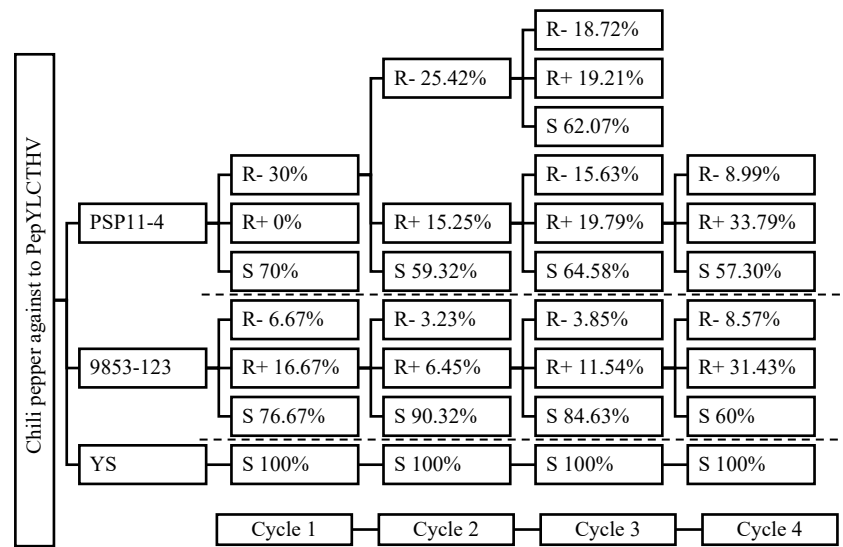 Chili pepper against to PepYLCTHV
R- 18.72%
R- 25.42%
R+ 19.21%
S 62.07%
R- 30%
R- 15.63%
R- 8.99%
PSP11-4
R+ 0%
R+ 15.25%
R+ 19.79%
R+ 33.79%
S 70%
S 59.32%
S 64.58%
S 57.30%
R- 6.67%
R- 3.23%
R- 3.85%
R- 8.57%
9853-123
R+ 16.67%
R+ 6.45%
R+ 11.54%
R+ 31.43%
S 76.67%
S 90.32%
S 84.63%
S 60%
YS
S 100%
S 100%
S 100%
S 100%
Cycle 1
Cycle 2
Cycle 3
Cycle 4